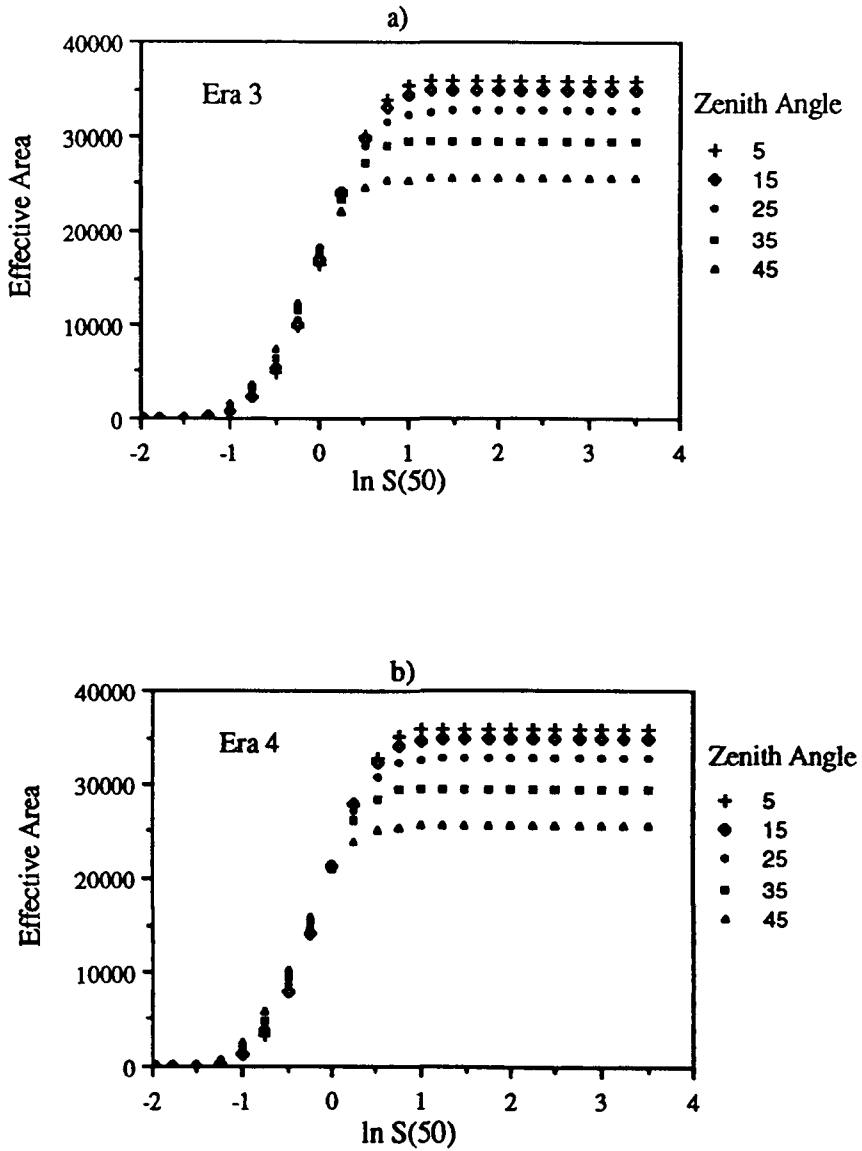 a)
40000
30000
20000
10000
0
Effective Area
Era 3
-2 -1 0 1 2 3 4
ln S(50)
Zenith Angle
5
15
25
35
45
b)
40000
30000
20000
10000
0
Effective Area
Era 4
-2 -1 0 1 2 3 4
ln S(50)
Zenith Angle
5
15
25
35
45